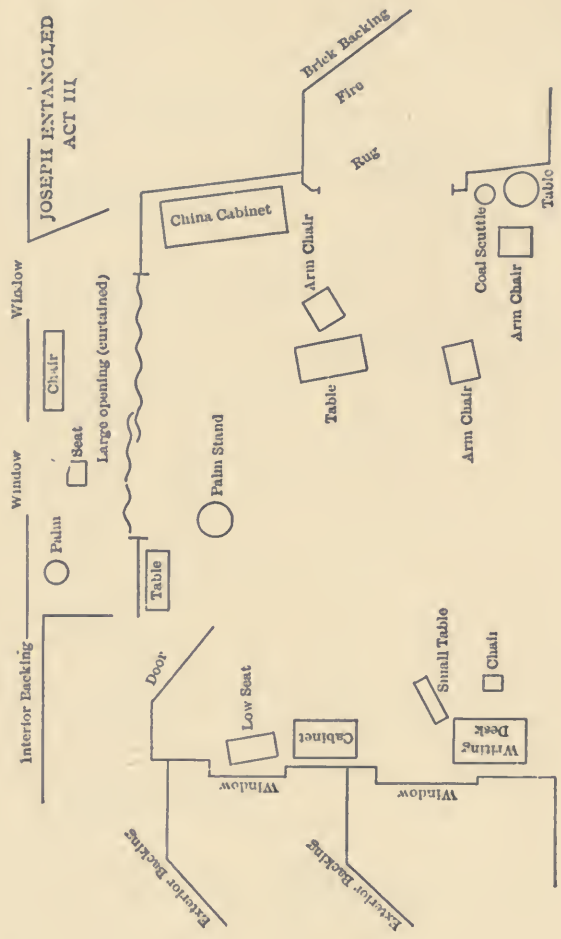 JOSEPH ENTANGLED
ACT III
Window
Window
Interior Backing
Chair
Seat
Palm
Large opening (curtained)
Table
Door
China Cabinet
Palm Stand
Brick Backing
Fire
Rug
Arm Chair
Table
Low Seat
Cabinet
Window
Exterior Backing
Coal Scuttle
Table
Arm Chair
Arm Chair
Small Table
Chair
Writing
Desk
Window
Exterior Backing